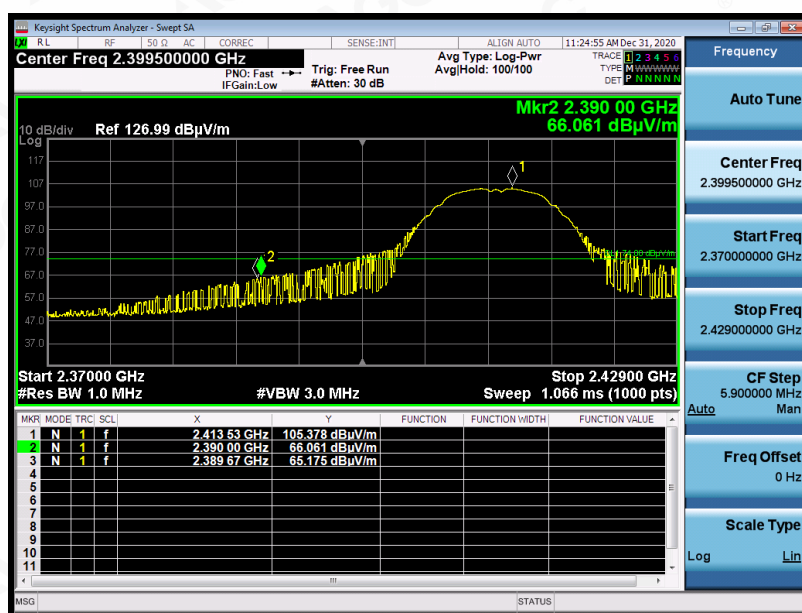 Keysight Spectrum Analyzer - Swept SA
LXI RL RF 50 Ω AC CORREC SENSE:INT ALIGN AUTO 11:24:55 AM Dec 31, 2020
Center Freq 2.399500000 GHz
PNO: Fast
IFGain:Low
Trig: Free Run
#Atten: 30 dB
Avg Type: Log-Pwr
Avg|Hold: 100/100
TRACE 1 2 3 4 5 6
TYPE M W W W W W
DET P N N N N N
Mkr2 2.390 00 GHz
66.061 dBµV/m
10 dB/div Ref 126.99 dBµV/m
Log
117
107
97.0
87.0
77.0
67.0
57.0
47.0
37.0
1
2
Start 2.37000 GHz Stop 2.42900 GHz
#Res BW 1.0 MHz #VBW 3.0 MHz Sweep 1.066 ms (1000 pts)
MKR MODE TRC SCL X Y FUNCTION FUNCTION WIDTH FUNCTION VALUE
1 N 1 f 2.413 53 GHz 105.378 dBµV/m
2 N 1 f 2.390 00 GHz 66.061 dBµV/m
3 N 1 f 2.389 67 GHz 65.175 dBµV/m
4
5
6
7
8
9
10
11
MSG STATUS
Frequency
Auto Tune
Center Freq
2.399500000 GHz
Start Freq
2.370000000 GHz
Stop Freq
2.429000000 GHz
CF Step
5.900000 MHz
Auto Man
Freq Offset
0 Hz
Scale Type
Log Lin